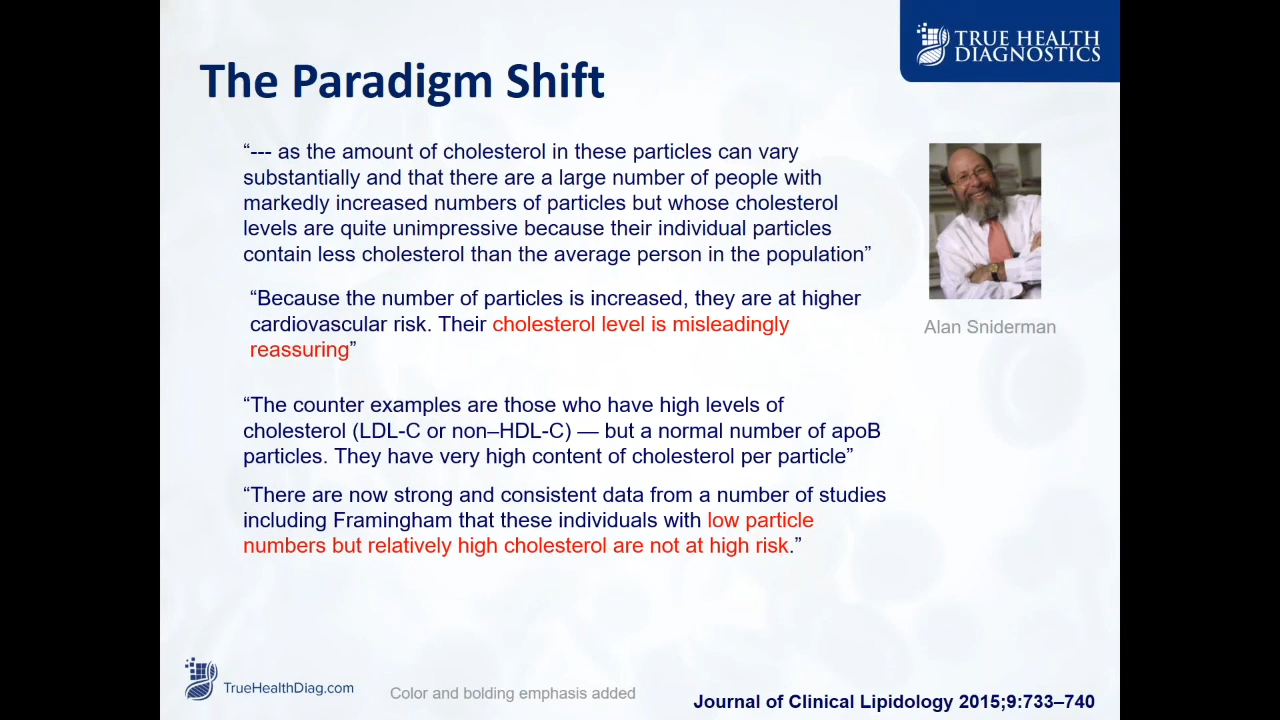 TRUE HEALTH
DIAGNOSTICS
The Paradigm Shift
“--- as the amount of cholesterol in these particles can vary
substantially and that there are a large number of people with
markedly increased numbers of particles but whose cholesterol
levels are quite unimpressive because their individual particles
contain less cholesterol than the average person in the population”
“Because the number of particles is increased, they are at higher
cardiovascular risk. Their cholesterol level is misleadingly
reassuring”
Alan Sniderman
“The counter examples are those who have high levels of
cholesterol (LDL-C or non–HDL-C) — but a normal number of apoB
particles. They have very high content of cholesterol per particle”
“There are now strong and consistent data from a number of studies
including Framingham that these individuals with low particle
numbers but relatively high cholesterol are not at high risk.”
TrueHealthDiag.com
Color and bolding emphasis added
Journal of Clinical Lipidology 2015;9:733–740